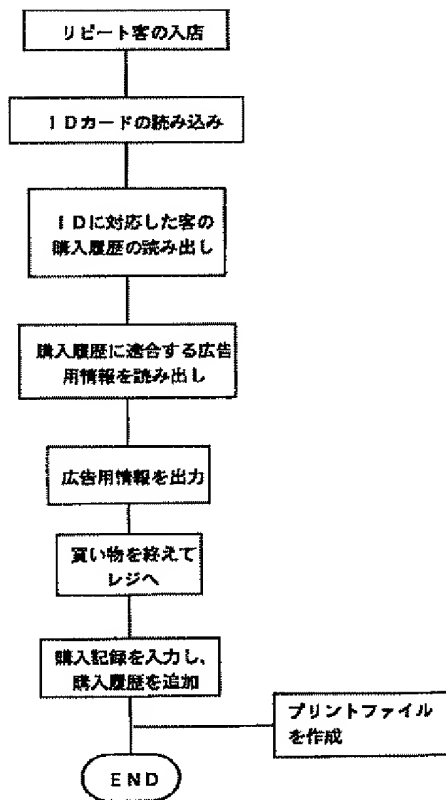 リピート客の入店
IDカードの読み込み
IDに対応した客の
購入履歴の読み出し
購入履歴に適合する広告
用情報を読み出し
広告用情報を出力
買い物を終えて
レジへ
購入記録を入力し、
購入履歴を追加
プリントファイル
を作成
END